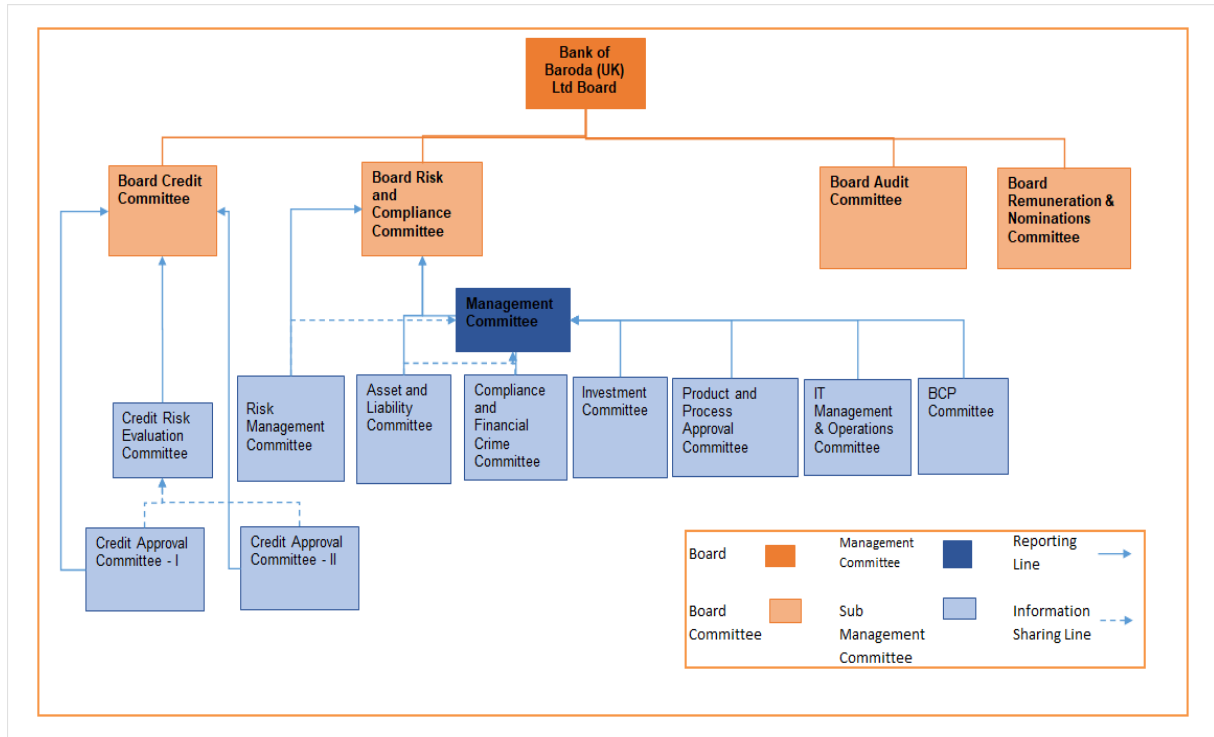 Bank of
Baroda (UK)
Ltd Board
Board Credit
Committee
Board Risk
and
Compliance
Committee
Board Audit
Committee
Board
Remuneration &
Nominations
Committee
Management
Committee
Credit Risk
Evaluation
Committee
Risk
Management
Committee
Asset and
Liability
Committee
Compliance
and
Financial
Crime
Committee
Investment
Committee
Product and
Process
Approval
Committee
IT
Management
& Operations
Committee
BCP
Committee
Credit Approval
Committee - I
Credit Approval
Committee - II
Board
Management
Committee
Reporting
Line
Board
Committee
Sub
Management
Committee
Information
Sharing Line